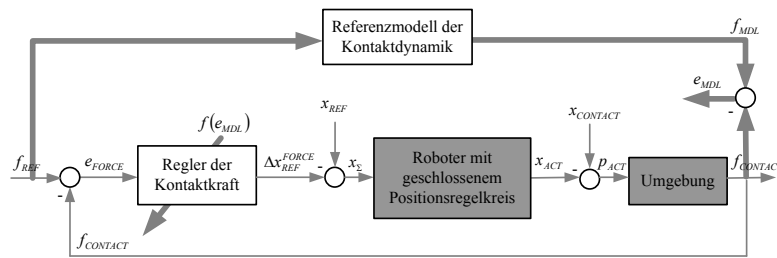 Referenzmodell der
Kontaktdynamik
f_MDL
e_MDL
-
x_REF
x_CONTACT
f(e_MDL)
f_REF
e_FORCE
Regler der
Kontaktkraft
Δx_REF^FORCE
-
x_Σ
Roboter mit
geschlossenem
Positionsregelkreis
x_ACT
-
p_ACT
Umgebung
f_CONTAC
-
f_CONTACT